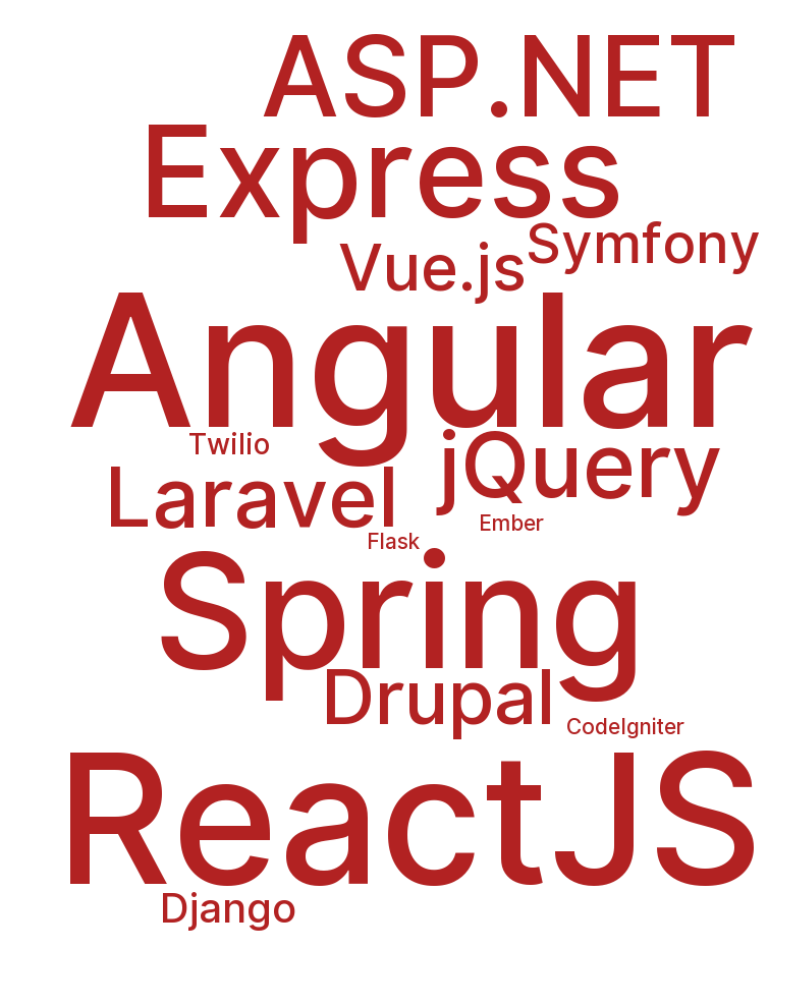 ASP.NET
Express
Symfony
Vue.js
Angular
Twilio
jQuery
Laravel
Ember
Flask
Spring
Drupal
CodeIgniter
ReactJS
Django